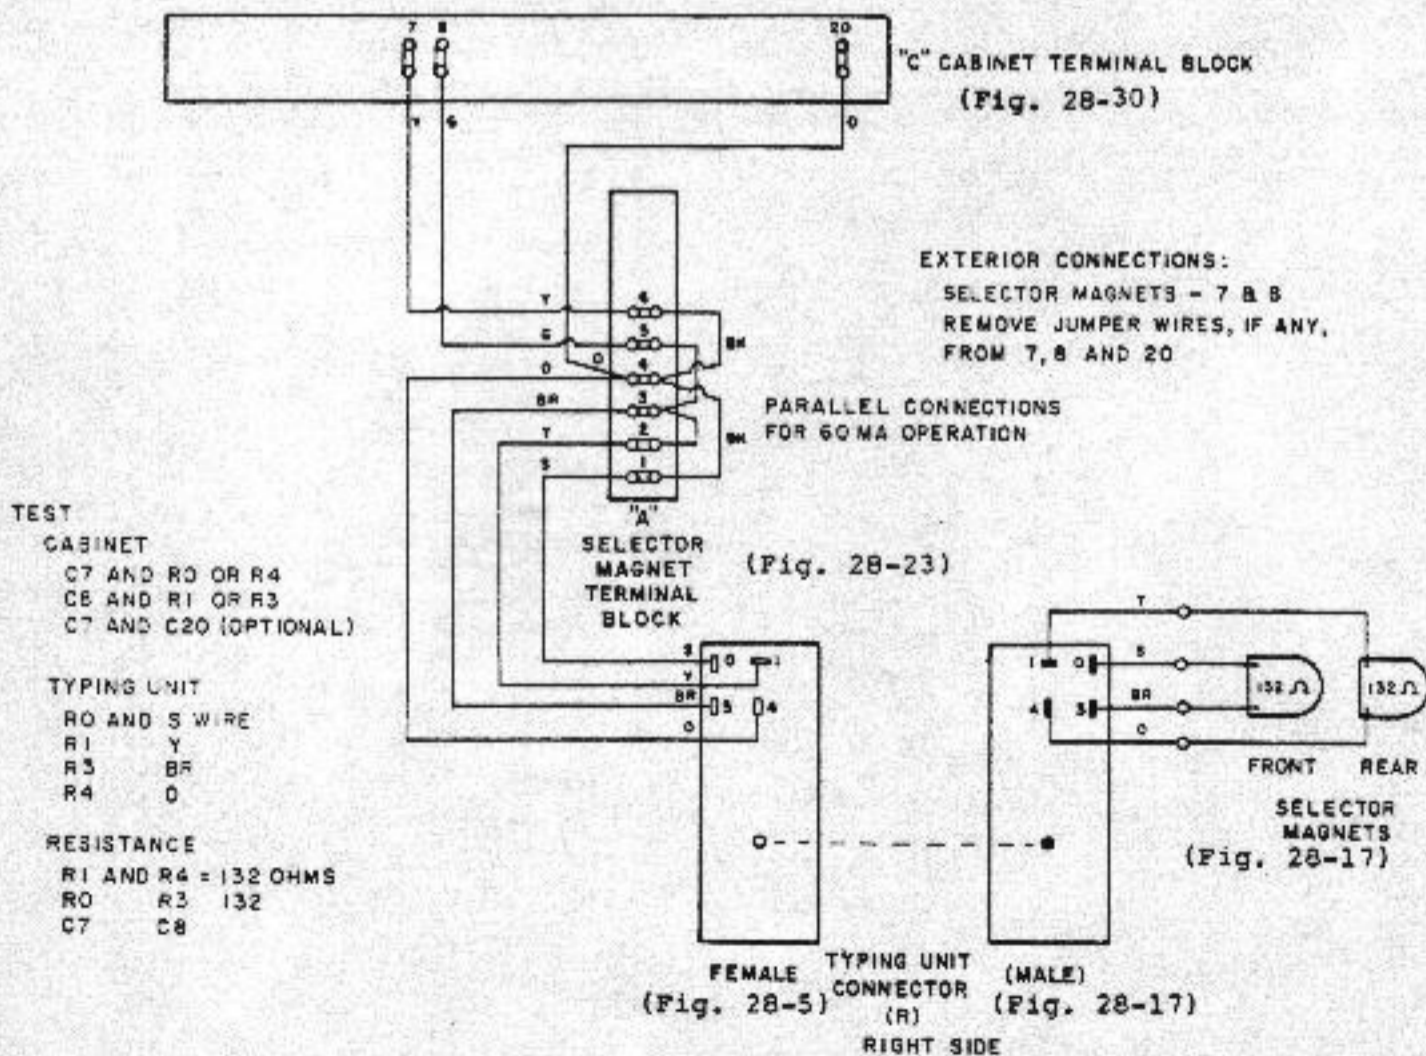 7 8 20
"C" CABINET TERMINAL BLOCK
(Fig. 28-30)
Y G O
EXTERIOR CONNECTIONS:
SELECTOR MAGNETS - 7 & 8
REMOVE JUMPER WIRES, IF ANY,
FROM 7, 8 AND 20
Y 6
G 5 BK
O O 4
BR 3
Y 2 BK
S 1
PARALLEL CONNECTIONS
FOR 60 MA OPERATION
"A"
SELECTOR
MAGNET
TERMINAL
BLOCK
(Fig. 28-23)
TEST
CABINET
C7 AND R0 OR R4
C8 AND R1 OR R3
C7 AND C20 (OPTIONAL)
TYPING UNIT
R0 AND S WIRE
R1 Y
R3 BR
R4 O
RESISTANCE
R1 AND R4 = 132 OHMS
R0 R3 132
C7 C8
S 0 1
Y
BR 3 4
O
Y
1 0 S
4 3 BR
O
132 Ω 132 Ω
FRONT REAR
SELECTOR
MAGNETS
(Fig. 28-17)
FEMALE
(Fig. 28-5)
TYPING UNIT
CONNECTOR
(R)
RIGHT SIDE
(MALE)
(Fig. 28-17)